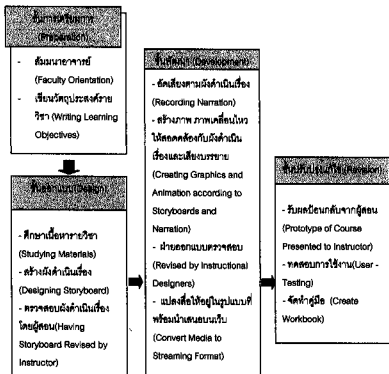 ขั้นการเตรียมการ
(Preparation)
- สัมมนาอาจารย์
(Faculty Orientation)
- เขียนวัตถุประสงค์ราย
วิชา (Writing Learning
Objectives)
ขั้นออกแบบ (Design)
- ศึกษาเนื้อหารายวิชา
(Studying Materials)
- สร้างผังดำเนินเรื่อง
(Designing Storyboard)
- ตรวจสอบผังดำเนินเรื่อง
โดยผู้สอน(Having
Storyboard Revised by
Instructor)
ขั้นพัฒนา (Development)
- อัดเสียงตามผังดำเนินเรื่อง
(Recording Narration)
- สร้างภาพ ภาพเคลื่อนไหว
ให้สอดคล้องกับผังดำเนิน
เรื่องและเสียงบรรยาย
(Creating Graphics and
Animation according to
Storyboards and
Narration)
- ฝ่ายออกแบบตรวจสอบ
(Revised by Instructional
Designers)
- แปลงสื่อให้อยู่ในรูปแบบที่
พร้อมนำเสนอบนเว็บ
(Convert Media to
Streaming Format)
ขั้นปรับปรุงแก้ไข (Revision)
- รับผลป้อนกลับจากผู้สอน
(Prototype of Course
Presented to Instructor)
- ทดสอบการใช้งาน(User -
Testing)
- จัดทำคู่มือ (Create
Workbook)